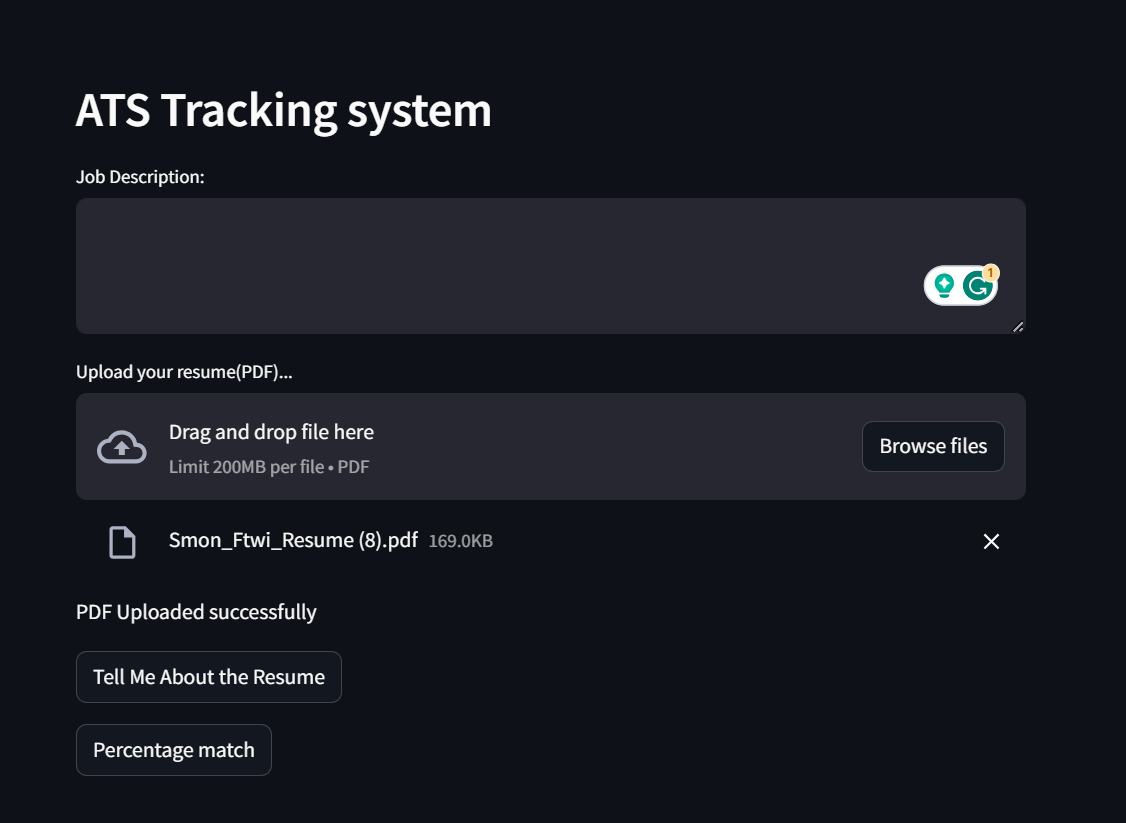 ATS Tracking system
Job Description:
1
Upload your resume(PDF)...
Drag and drop file here
Limit 200MB per file • PDF
Browse files
Smon_Ftwi_Resume (8).pdf 169.0KB
PDF Uploaded successfully
Tell Me About the Resume
Percentage match